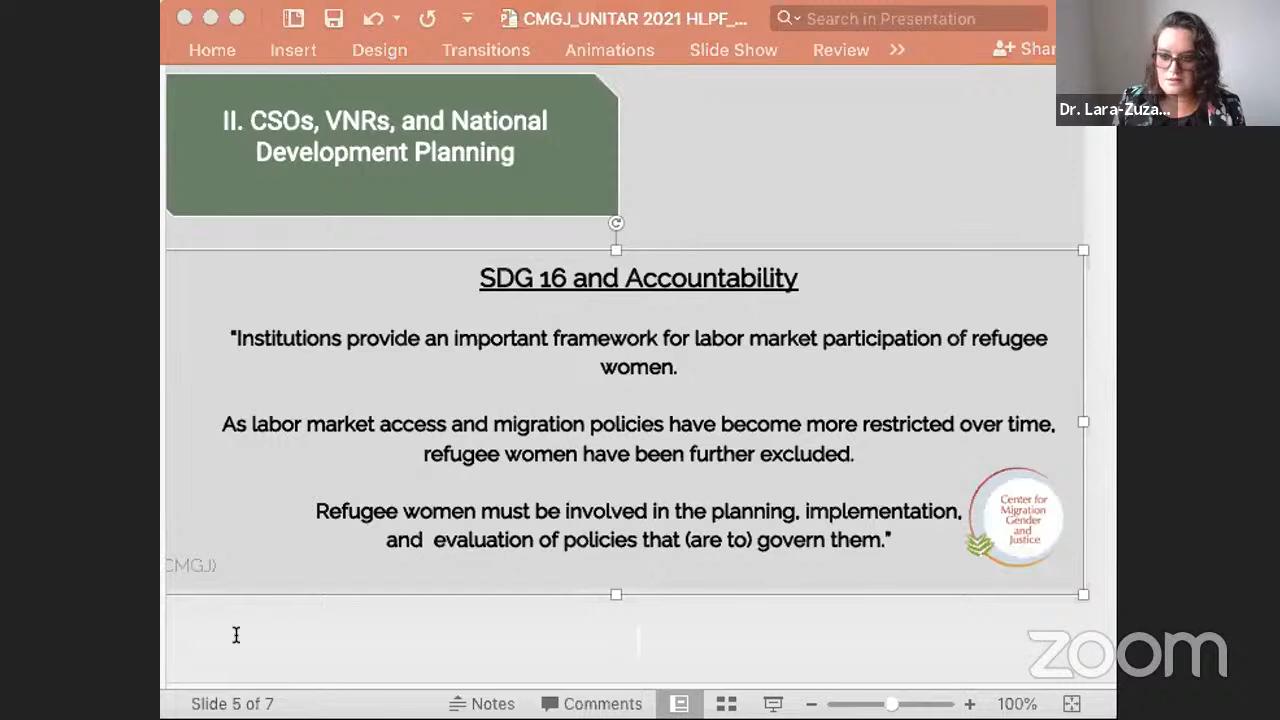 CMGJ_UNITAR 2021 HLPF_...
Search in Presentation
Home Insert Design Transitions Animations Slide Show Review >> Shar
Dr. Lara-Zuza...
II. CSOs, VNRs, and National
Development Planning
SDG 16 and Accountability
"Institutions provide an important framework for labor market participation of refugee
women.
As labor market access and migration policies have become more restricted over time,
refugee women have been further excluded.
Refugee women must be involved in the planning, implementation,
and evaluation of policies that (are to) govern them."
Center for
Migration
Gender
and
Justice
CMGJ)
zoom
Slide 5 of 7 Notes Comments 100%